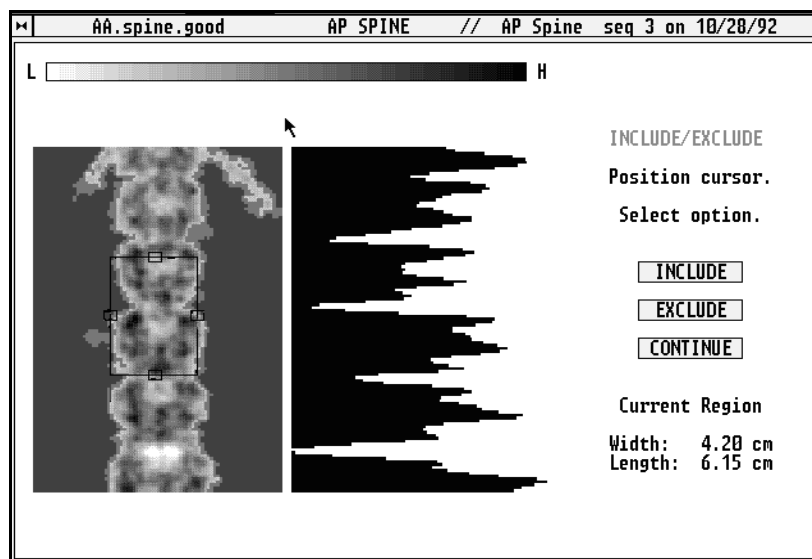 AA.spine.good AP SPINE // AP Spine seq 3 on 10/28/92
L H
INCLUDE/EXCLUDE
Position cursor.
Select option.
INCLUDE
EXCLUDE
CONTINUE
Current Region
Width: 4.20 cm
Length: 6.15 cm